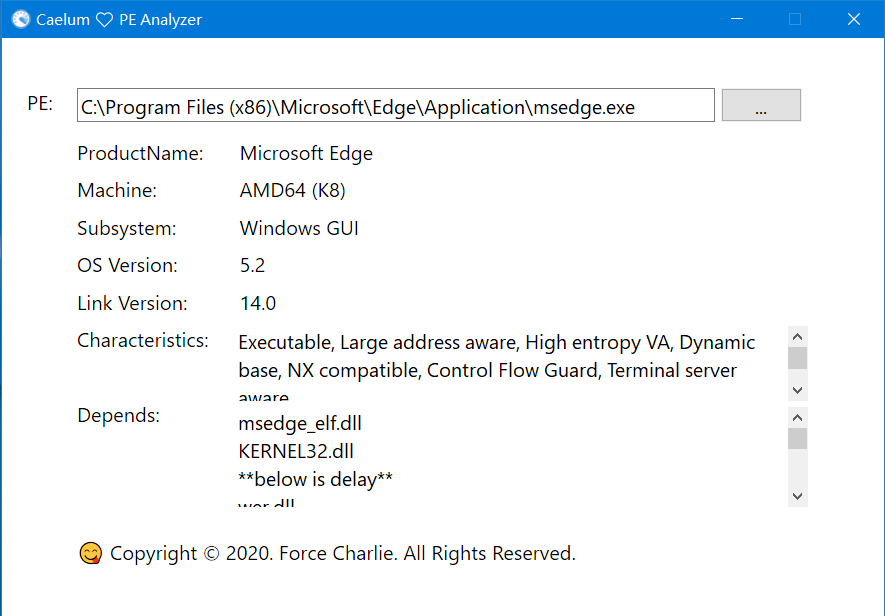 Caelum ♡ PE Analyzer
PE: C:\Program Files (x86)\Microsoft\Edge\Application\msedge.exe ...
ProductName: Microsoft Edge
Machine: AMD64 (K8)
Subsystem: Windows GUI
OS Version: 5.2
Link Version: 14.0
Characteristics: Executable, Large address aware, High entropy VA, Dynamic
base, NX compatible, Control Flow Guard, Terminal server
aware
Depends: msedge_elf.dll
KERNEL32.dll
**below is delay**
wer.dll
😋 Copyright © 2020. Force Charlie. All Rights Reserved.